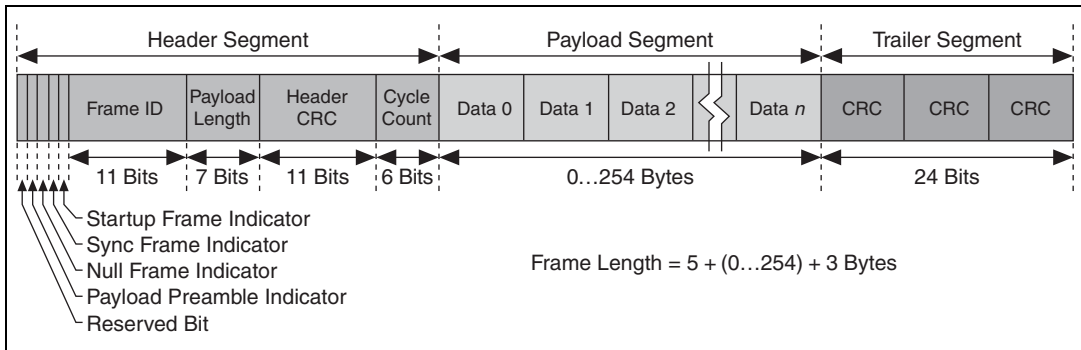 Header Segment
Payload Segment
Trailer Segment
Frame ID
Payload
Length
Header
CRC
Cycle
Count
Data 0
Data 1
Data 2
Data n
CRC
CRC
CRC
11 Bits
7 Bits
11 Bits
6 Bits
0…254 Bytes
24 Bits
Startup Frame Indicator
Sync Frame Indicator
Null Frame Indicator
Payload Preamble Indicator
Reserved Bit
Frame Length = 5 + (0…254) + 3 Bytes